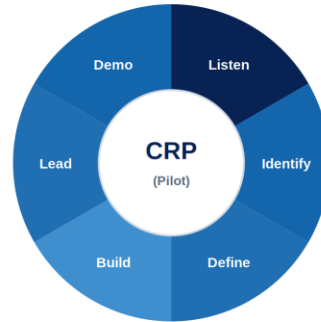 Demo
Listen
Lead
CRP
(Pilot)
Identify
Build
Define